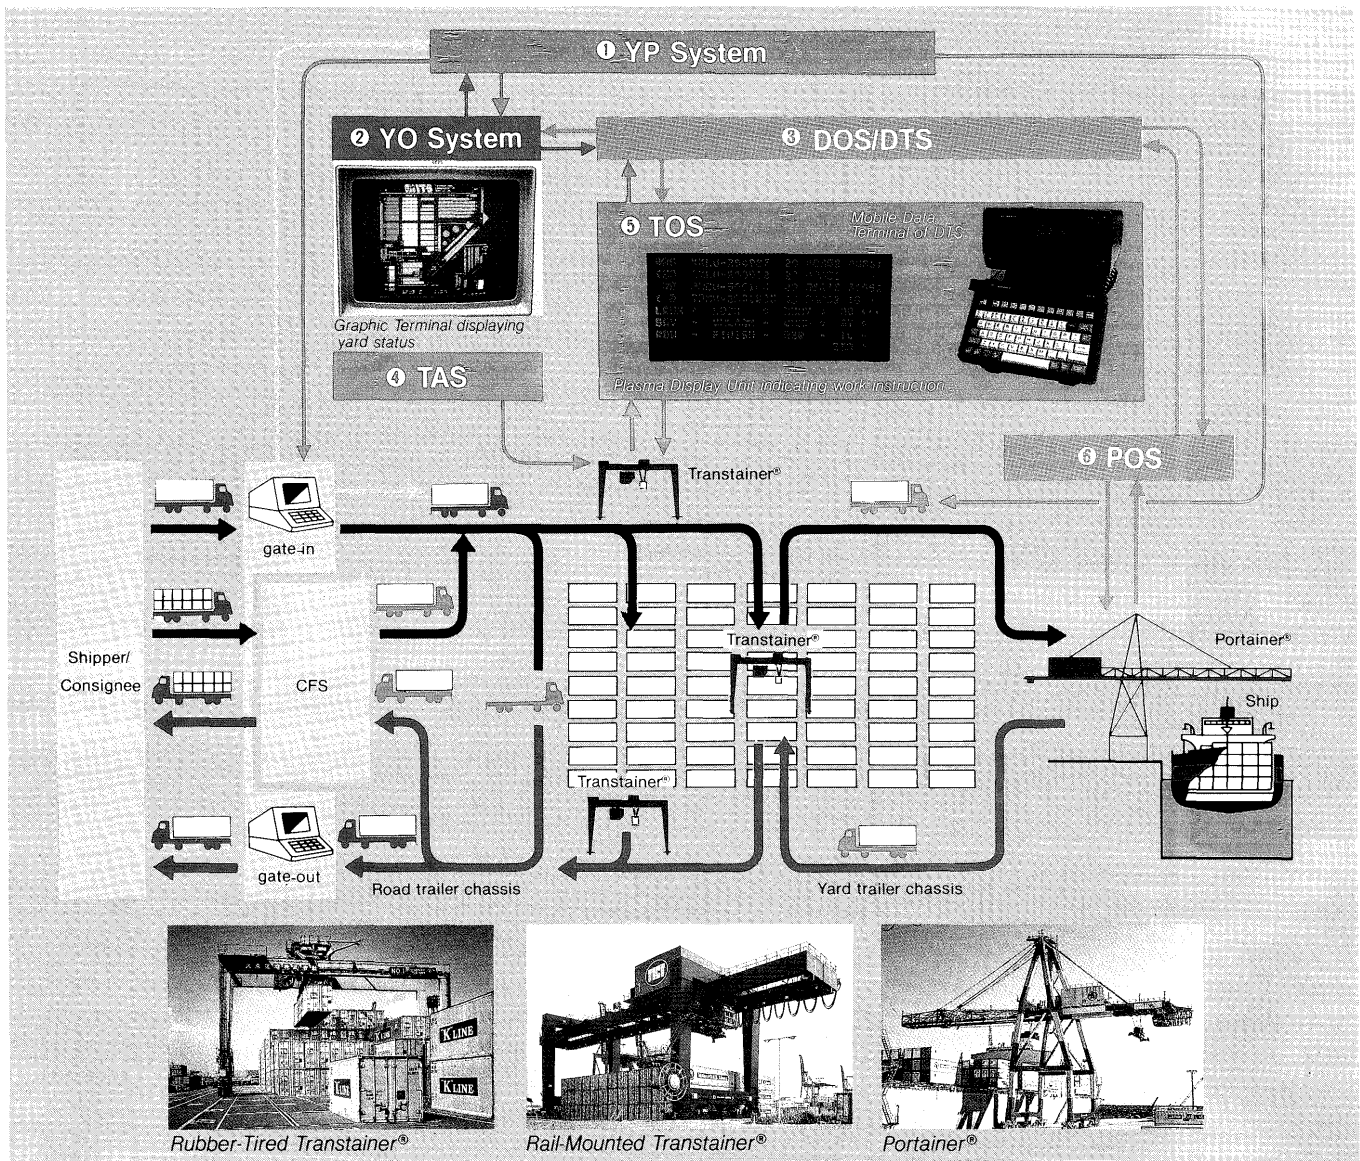 ❶ YP System
❷ YO System
❸ DOS/DTS
❺ TOS
Mobile Data
Terminal of DTS
Graphic Terminal displaying
yard status
Plasma Display Unit indicating work instruction
❹ TAS
❻ POS
Transtainer®
gate-in
Transtainer®
Portainer®
Shipper/
Consignee
CFS
Ship
Transtainer®
gate-out
Road trailer chassis
Yard trailer chassis
K LINE
K LINE
K LINE
Rubber-Tired Transtainer®
Rail-Mounted Transtainer®
Portainer®